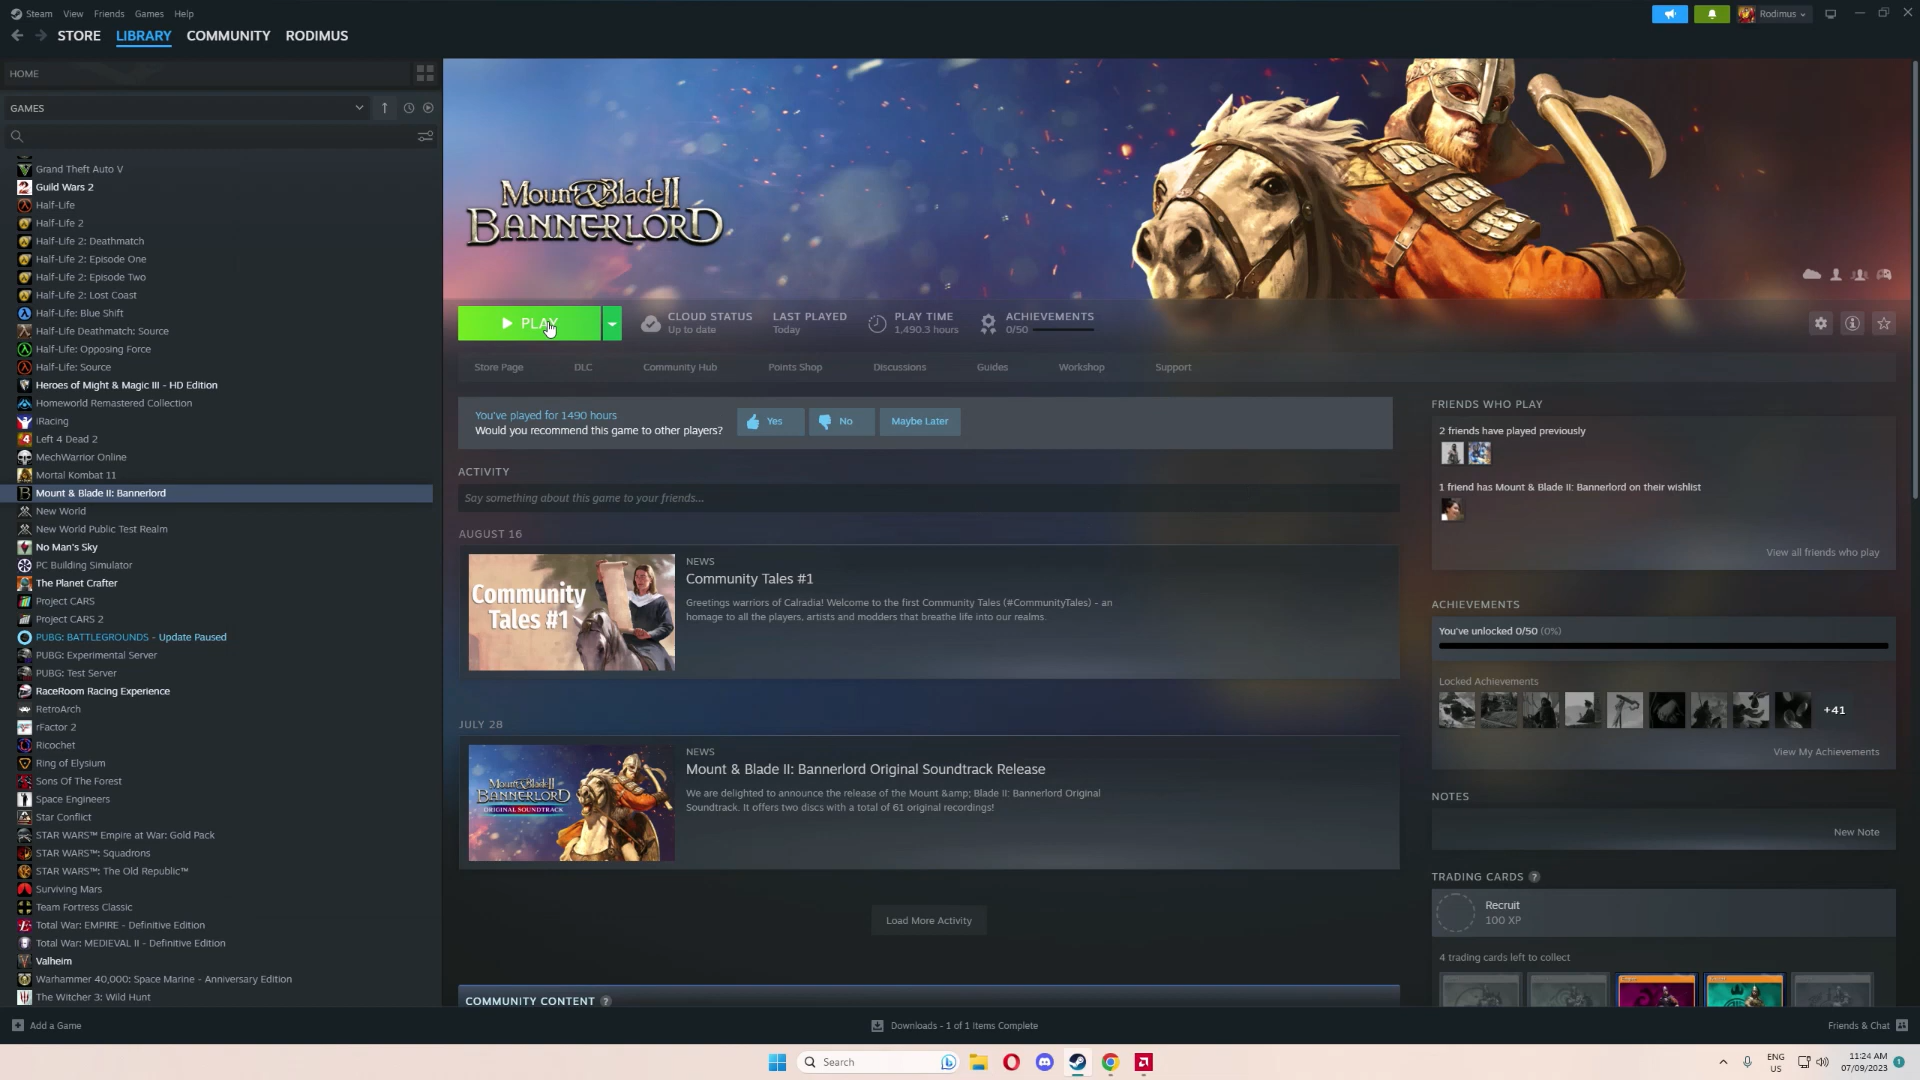 Steam View Friends Games Help
Rodimus
STORE LIBRARY COMMUNITY RODIMUS
HOME
GAMES
Grand Theft Auto V
Guild Wars 2
Half-Life
Half-Life 2
Half-Life 2: Deathmatch
Half-Life 2: Episode One
Half-Life 2: Episode Two
Half-Life 2: Lost Coast
Half-Life: Blue Shift
Half-Life Deathmatch: Source
Half-Life: Opposing Force
Half-Life: Source
Heroes of Might & Magic III - HD Edition
Homeworld Remastered Collection
iRacing
Left 4 Dead 2
MechWarrior Online
Mortal Kombat 11
Mount & Blade II: Bannerlord
New World
New World Public Test Realm
No Man's Sky
PC Building Simulator
The Planet Crafter
Project CARS
Project CARS 2
PUBG: BATTLEGROUNDS - Update Paused
PUBG: Experimental Server
PUBG: Test Server
RaceRoom Racing Experience
RetroArch
rFactor 2
Ricochet
Ring of Elysium
Sons Of The Forest
Space Engineers
Star Conflict
STAR WARS™ Empire at War: Gold Pack
STAR WARS™: Squadrons
STAR WARS™: The Old Republic™
Surviving Mars
Team Fortress Classic
Total War: EMPIRE - Definitive Edition
Total War: MEDIEVAL II - Definitive Edition
Valheim
Warhammer 40,000: Space Marine - Anniversary Edition
The Witcher 3: Wild Hunt
Mount & Blade II
BANNERLORD
PLAY
CLOUD STATUS
Up to date
LAST PLAYED
Today
PLAY TIME
1,490.3 hours
ACHIEVEMENTS
0/50
Store Page DLC Community Hub Points Shop Discussions Guides Workshop Support
You've played for 1490 hours
Would you recommend this game to other players?
Yes No Maybe Later
ACTIVITY
Say something about this game to your friends...
AUGUST 16
Community
Tales #1
NEWS
Community Tales #1
Greetings warriors of Calradia! Welcome to the first Community Tales (#CommunityTales) - an
homage to all the players, artists and modders that breathe life into our realms.
JULY 28
Mount & Blade II
BANNERLORD
ORIGINAL SOUNDTRACK
NEWS
Mount & Blade II: Bannerlord Original Soundtrack Release
We are delighted to announce the release of the Mount &amp; Blade II: Bannerlord Original
Soundtrack. It offers two discs with a total of 61 original recordings!
Load More Activity
COMMUNITY CONTENT ?
FRIENDS WHO PLAY
2 friends have played previously
1 friend has Mount & Blade II: Bannerlord on their wishlist
View all friends who play
ACHIEVEMENTS
You've unlocked 0/50 (0%)
Locked Achievements
+41
View My Achievements
NOTES
New Note
TRADING CARDS ?
Recruit
100 XP
4 trading cards left to collect
Add a Game
Downloads - 1 of 1 Items Complete
Friends & Chat
Search
ENG
US
11:24 AM
07/09/2023
1